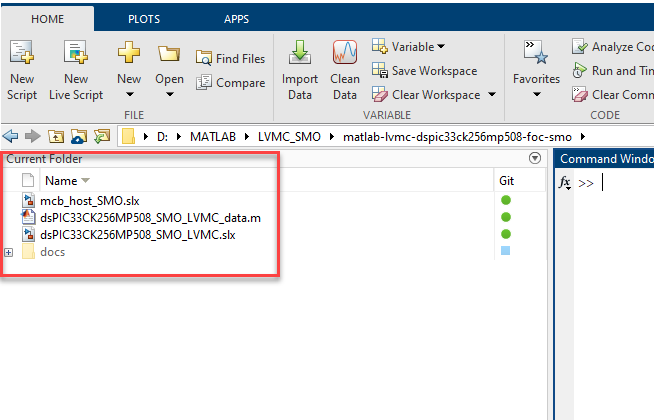 HOME PLOTS APPS
New Script
New Live Script
New
Open
Find Files
Compare
FILE
Import Data
Clean Data
Variable
Save Workspace
Clear Workspace
VARIABLE
Favorites
Analyze Co
Run and Tin
Clear Comm
CODE
D: MATLAB LVMC_SMO matlab-lvmc-dspic33ck256mp508-foc-smo
Current Folder
Name Git
mcb_host_SMO.slx
dsPIC33CK256MP508_SMO_LVMC_data.m
dsPIC33CK256MP508_SMO_LVMC.slx
docs
Command Windo
fx >>